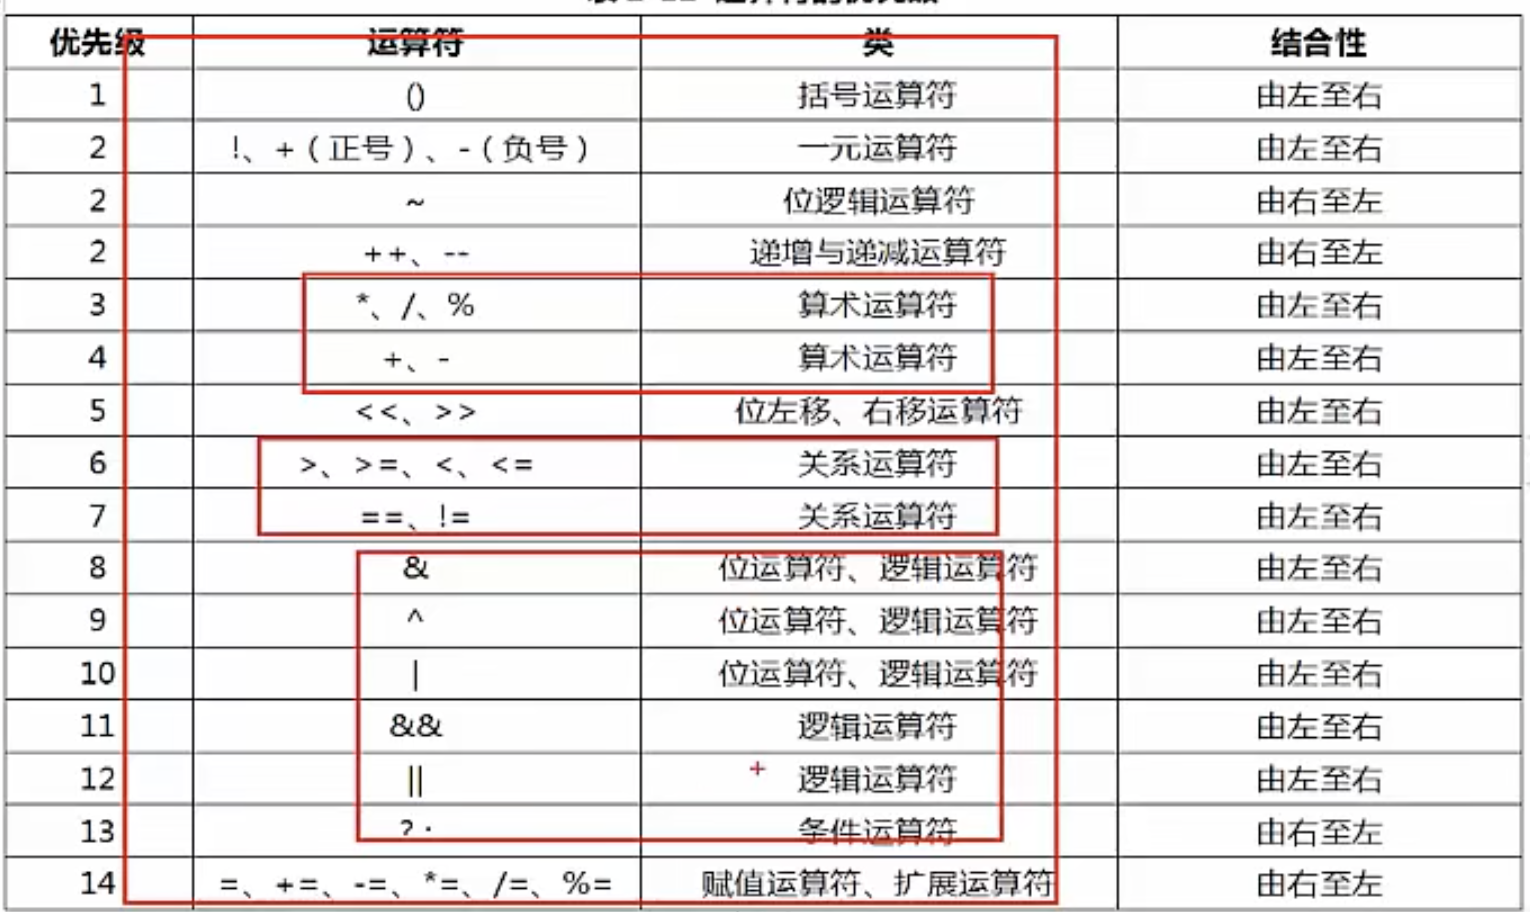 优先级 运算符 类 结合性
1 () 括号运算符 由左至右
2 !、+（正号）、-（负号） 一元运算符 由左至右
2 ~ 位逻辑运算符 由右至左
2 ++、-- 递增与递减运算符 由右至左
3 *、/、% 算术运算符 由左至右
4 +、- 算术运算符 由左至右
5 <<、>> 位左移、右移运算符 由左至右
6 >、>=、<、<= 关系运算符 由左至右
7 ==、!= 关系运算符 由左至右
8 & 位运算符、逻辑运算符 由左至右
9 ^ 位运算符、逻辑运算符 由左至右
10 | 位运算符、逻辑运算符 由左至右
11 && 逻辑运算符 由左至右
12 || 逻辑运算符 由左至右
13 ?: 条件运算符 由右至左
14 =、+=、-=、*=、/=、%= 赋值运算符、扩展运算符 由右至左